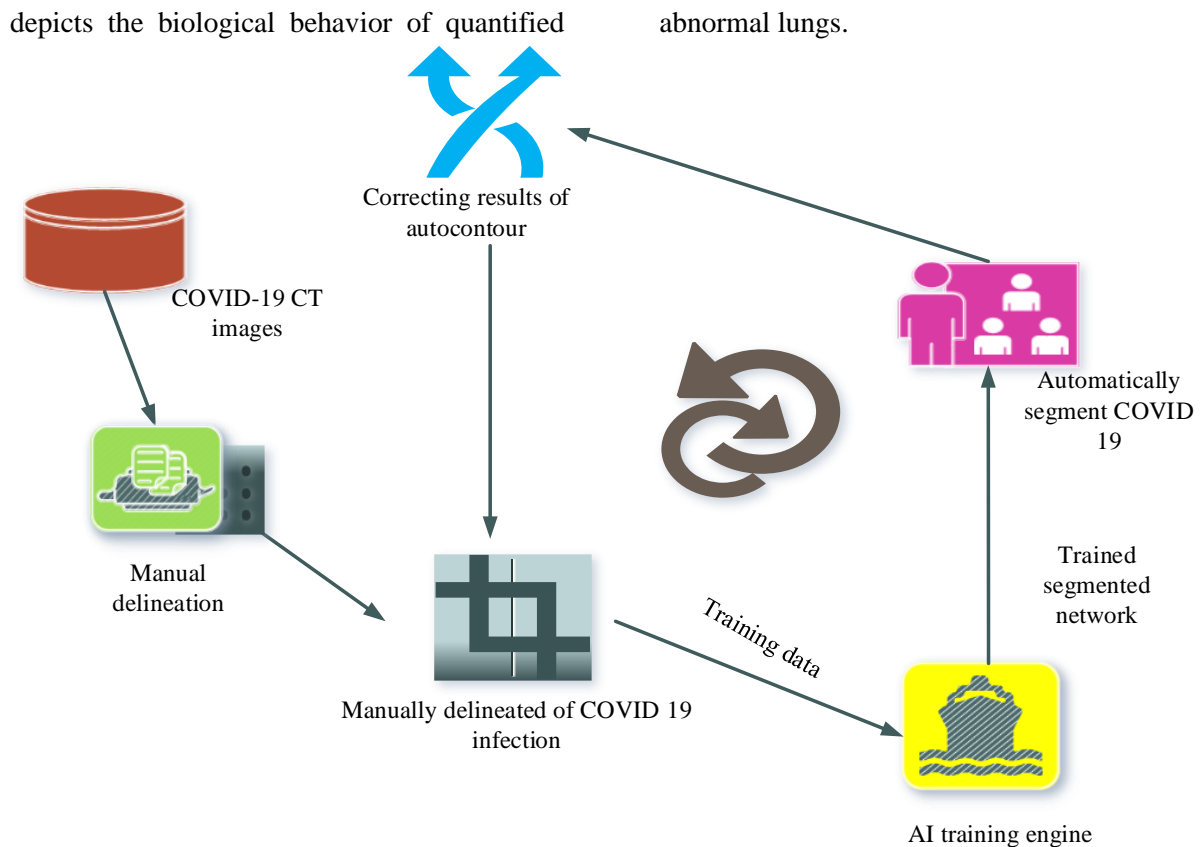 depicts the biological behavior of quantified
abnormal lungs.
Correcting results of
autocontour
COVID-19 CT
images
Automatically
segment COVID
19
Manual
delineation
Trained
segmented
network
Training data
Manually delineated of COVID 19
infection
AI training engine